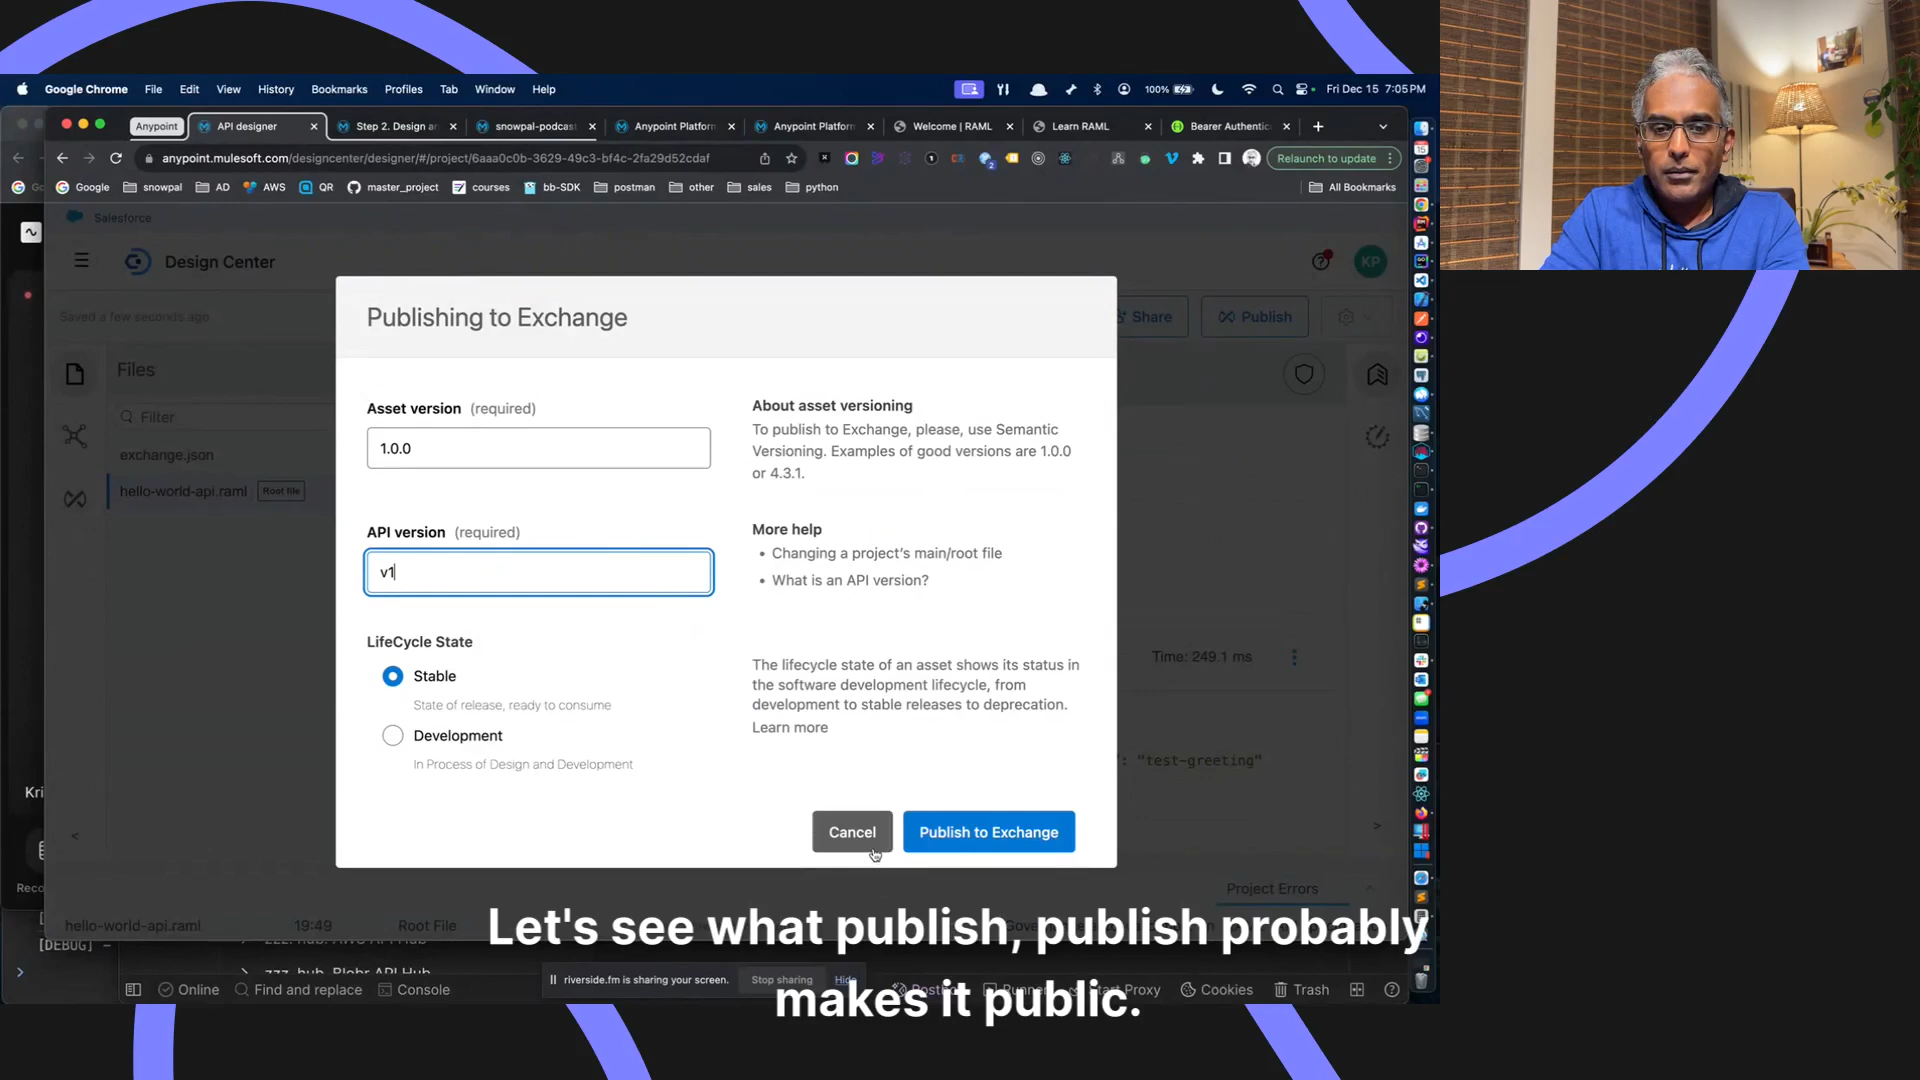 Google Chrome File Edit View History Bookmarks Profiles Tab Window Help 100% Fri Dec 15 7:05 PM
Anypoint API designer Step 2. Design an snowpal-podcast Anypoint Platform Anypoint Platform Welcome | RAML Learn RAML Bearer Authentic
anypoint.mulesoft.com/designcenter/designer/#/project/6aaa0c0b-3629-49c3-bf4c-2fa29d52cdaf Relaunch to update
Google snowpal AD AWS QR master_project courses bb-SDK postman other sales python All Bookmarks
Salesforce
Design Center KP
Saved a few seconds ago Share Publish
Publishing to Exchange
Files
Filter
exchange.json
hello-world-api.raml Root file
Asset version (required)
1.0.0
About asset versioning
To publish to Exchange, please, use Semantic
Versioning. Examples of good versions are 1.0.0
or 4.3.1.
API version (required)
v1
More help
• Changing a project's main/root file
• What is an API version?
LifeCycle State
Stable
State of release, ready to consume
Development
In Process of Design and Development
The lifecycle state of an asset shows its status in
the software development lifecycle, from
development to stable releases to deprecation.
Learn more
Time: 249.1 ms
": "test-greeting"
Kri
Cancel Publish to Exchange
Reco
Project Errors
hello-world-api.raml 19:49 Root File
[DEBUG] –
Let's see what publish, publish probably
makes it public.
riverside.fm is sharing your screen. Stop sharing Hide
Online Find and replace Console Runner Start Proxy Cookies Trash